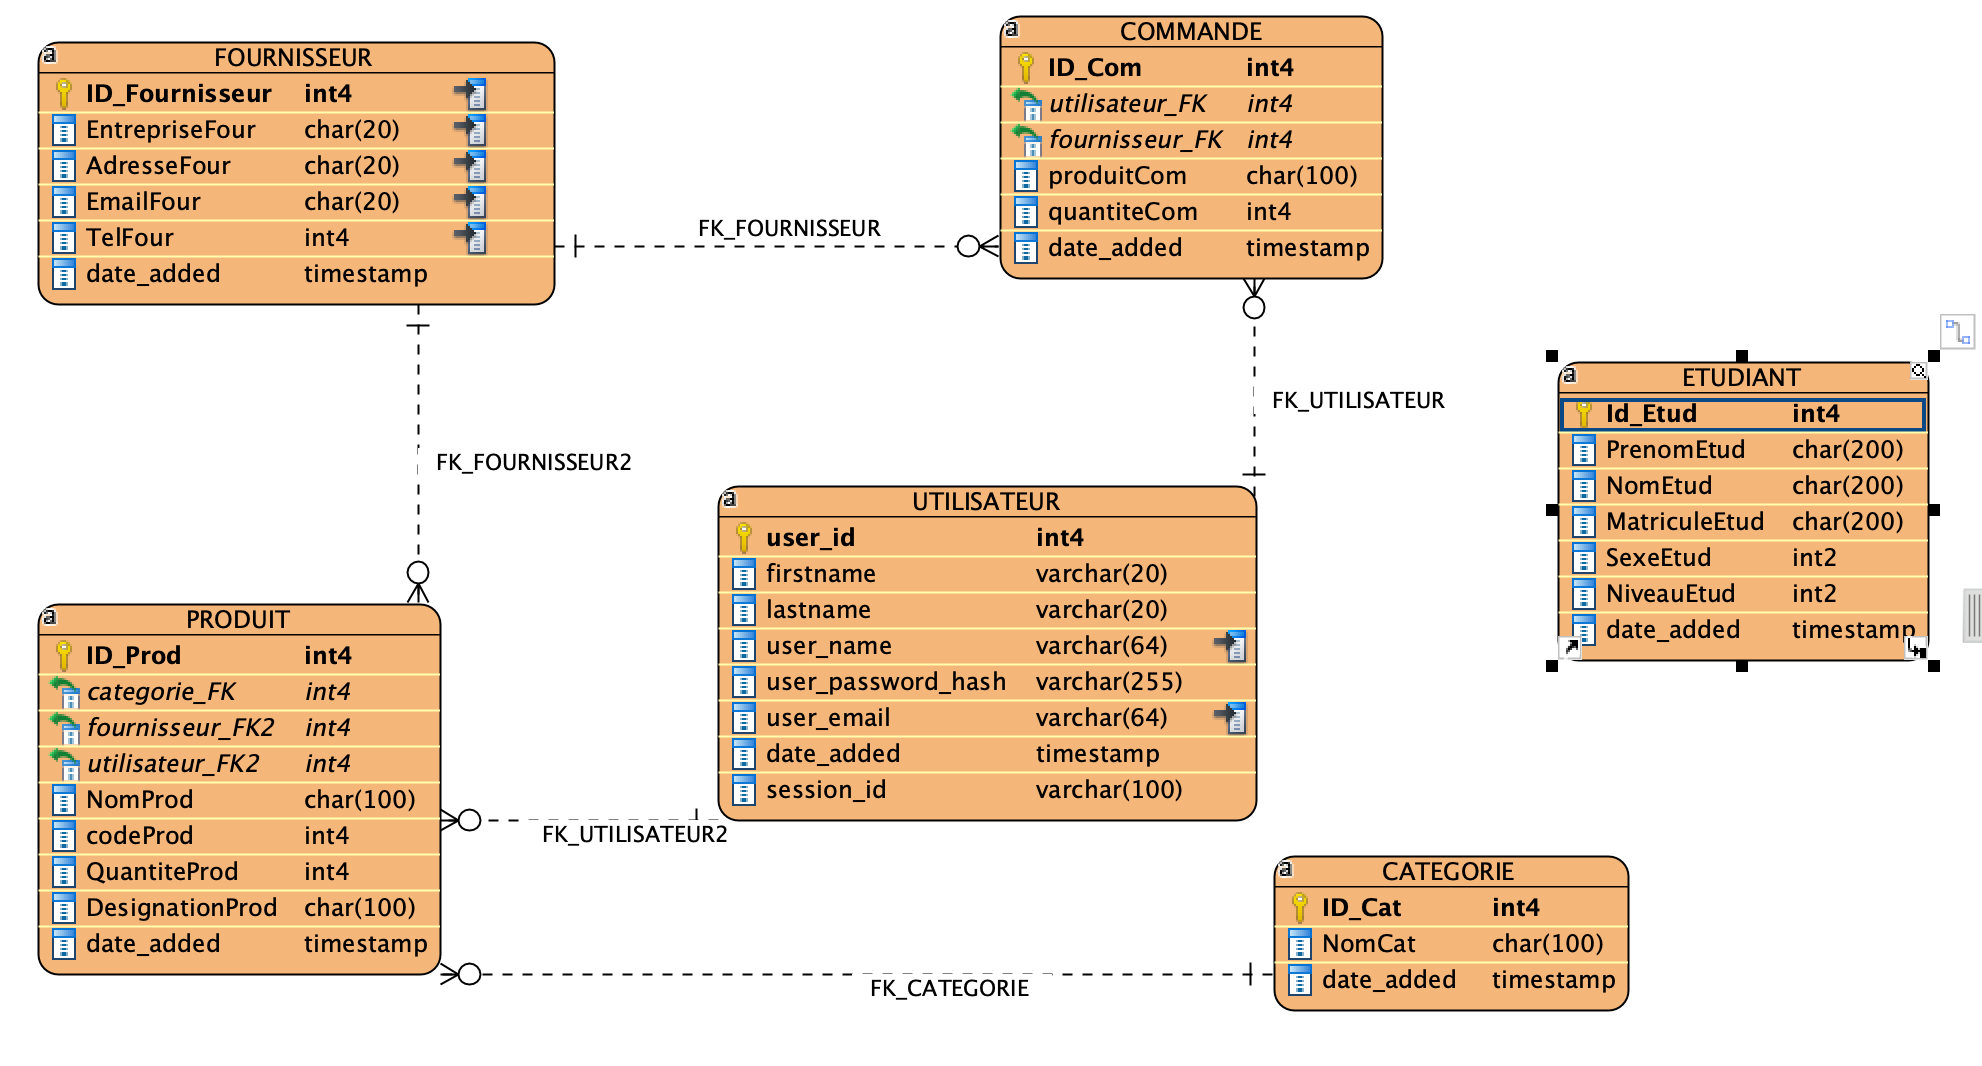 FOURNISSEUR
ID_Fournisseur int4
EntrepriseFour char(20)
AdresseFour char(20)
EmailFour char(20)
TelFour int4
date_added timestamp
COMMANDE
ID_Com int4
utilisateur_FK int4
fournisseur_FK int4
produitCom char(100)
quantiteCom int4
date_added timestamp
FK_FOURNISSEUR
FK_UTILISATEUR
ETUDIANT
Id_Etud int4
PrenomEtud char(200)
NomEtud char(200)
MatriculeEtud char(200)
SexeEtud int2
NiveauEtud int2
date_added timestamp
FK_FOURNISSEUR2
UTILISATEUR
user_id int4
firstname varchar(20)
lastname varchar(20)
user_name varchar(64)
user_password_hash varchar(255)
user_email varchar(64)
date_added timestamp
session_id varchar(100)
PRODUIT
ID_Prod int4
categorie_FK int4
fournisseur_FK2 int4
utilisateur_FK2 int4
NomProd char(100)
codeProd int4
QuantiteProd int4
DesignationProd char(100)
date_added timestamp
FK_UTILISATEUR2
CATEGORIE
ID_Cat int4
NomCat char(100)
date_added timestamp
FK_CATEGORIE